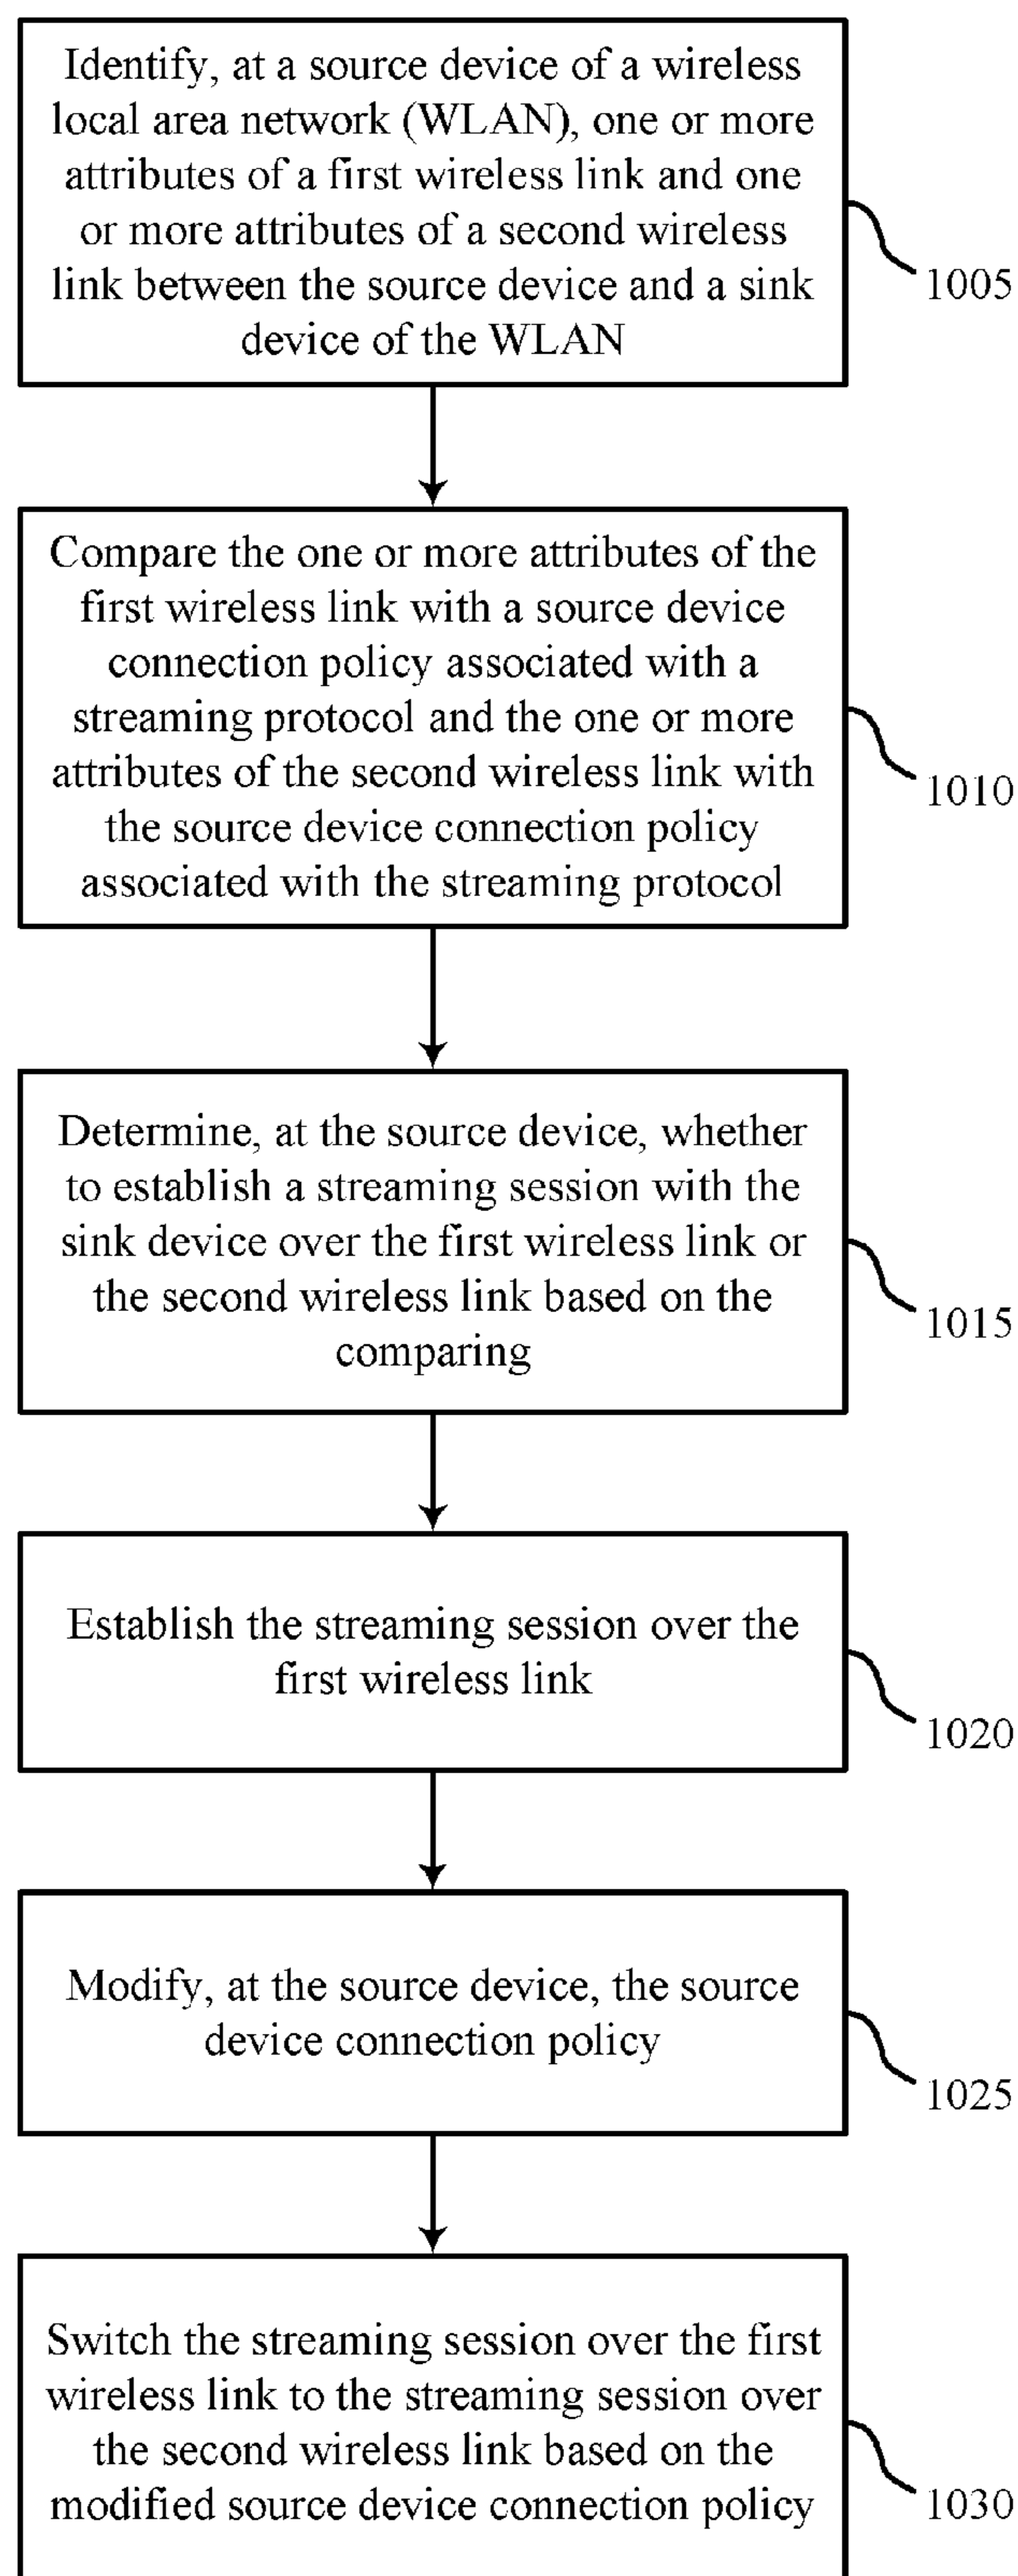 Identify, at a source device of a wireless
local area network (WLAN), one or more
attributes of a first wireless link and one
or more attributes of a second wireless
link between the source device and a sink
device of the WLAN
1005
Compare the one or more attributes of the
first wireless link with a source device
connection policy associated with a
streaming protocol and the one or more
attributes of the second wireless link with
the source device connection policy
associated with the streaming protocol
1010
Determine, at the source device, whether
to establish a streaming session with the
sink device over the first wireless link or
the second wireless link based on the
comparing
1015
Establish the streaming session over the
first wireless link
1020
Modify, at the source device, the source
device connection policy
1025
Switch the streaming session over the first
wireless link to the streaming session over
the second wireless link based on the
modified source device connection policy
1030